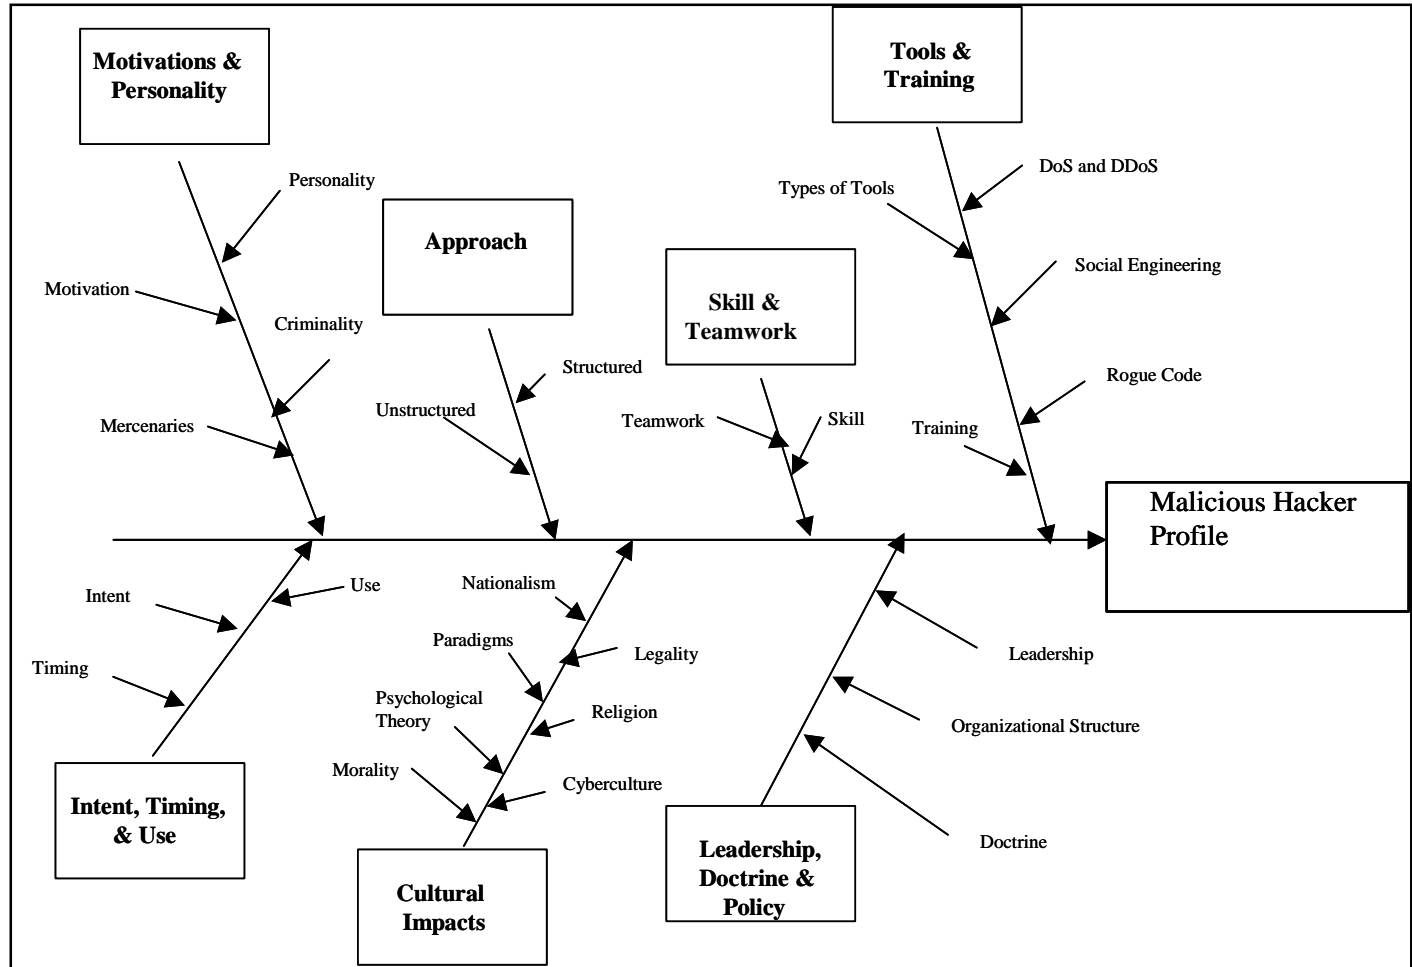 Motivations &
Personality
Tools &
Training
DoS and DDoS
Personality
Types of Tools
Approach
Social Engineering
Motivation
Skill &
Teamwork
Criminality
Structured
Rogue Code
Unstructured
Mercenaries
Teamwork
Skill
Training
Malicious Hacker
Profile
Nationalism
Use
Intent
Paradigms
Legality
Leadership
Timing
Psychological
Theory
Religion
Organizational Structure
Morality
Cyberculture
Intent, Timing,
& Use
Doctrine
Leadership,
Doctrine &
Policy
Cultural
Impacts